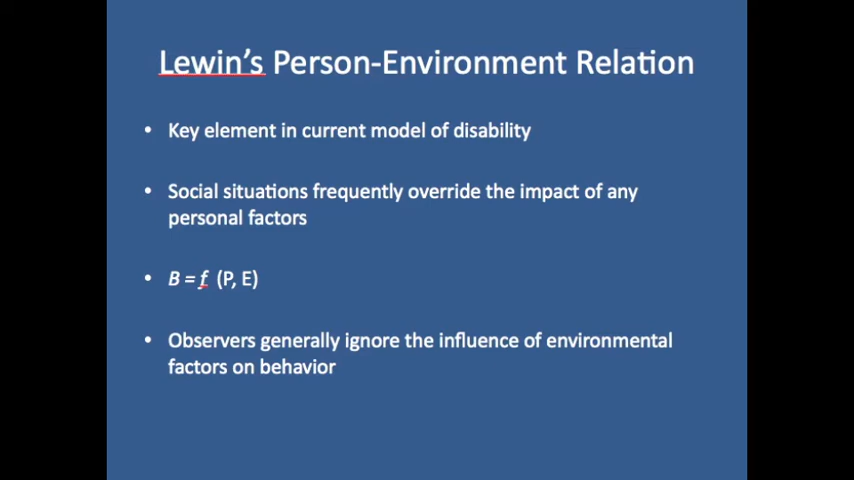 Lewin's Person-Environment Relation
• Key element in current model of disability
• Social situations frequently override the impact of any
personal factors
• B = f (P, E)
• Observers generally ignore the influence of environmental
factors on behavior